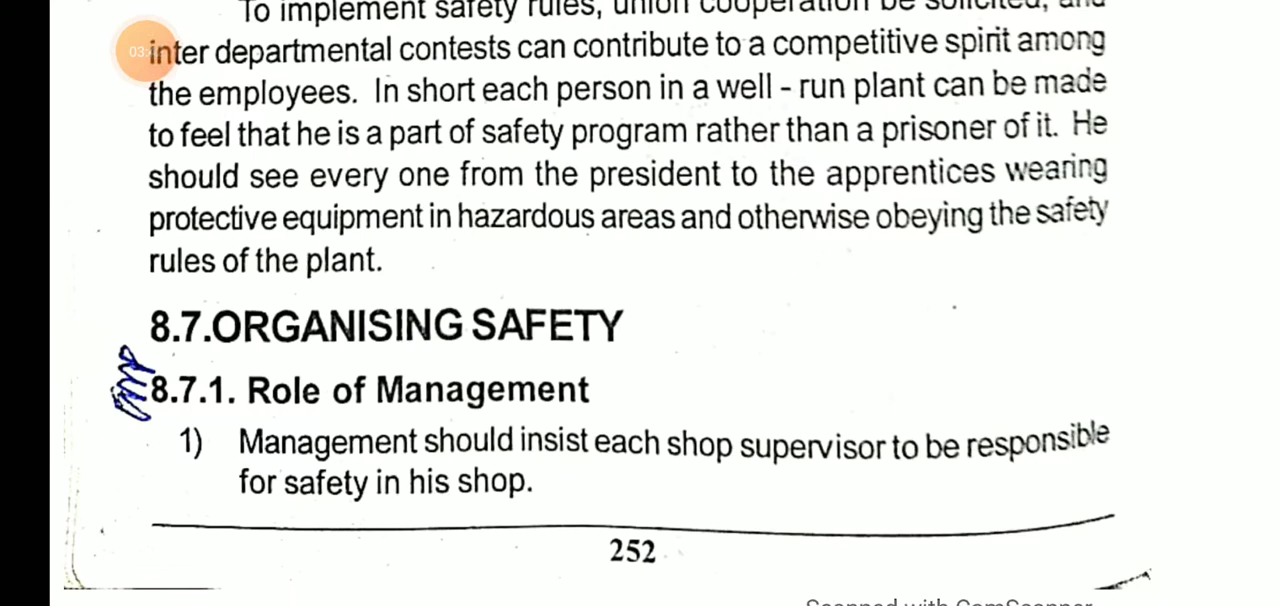 To implement safety rules, union cooperation be solicited, and
03:
inter departmental contests can contribute to a competitive spirit among
the employees. In short each person in a well - run plant can be made
to feel that he is a part of safety program rather than a prisoner of it. He
should see every one from the president to the apprentices wearing
protective equipment in hazardous areas and otherwise obeying the safety
rules of the plant.
8.7.ORGANISING SAFETY
8.7.1. Role of Management
1) Management should insist each shop supervisor to be responsible
for safety in his shop.
252
Scanned with CamScanner